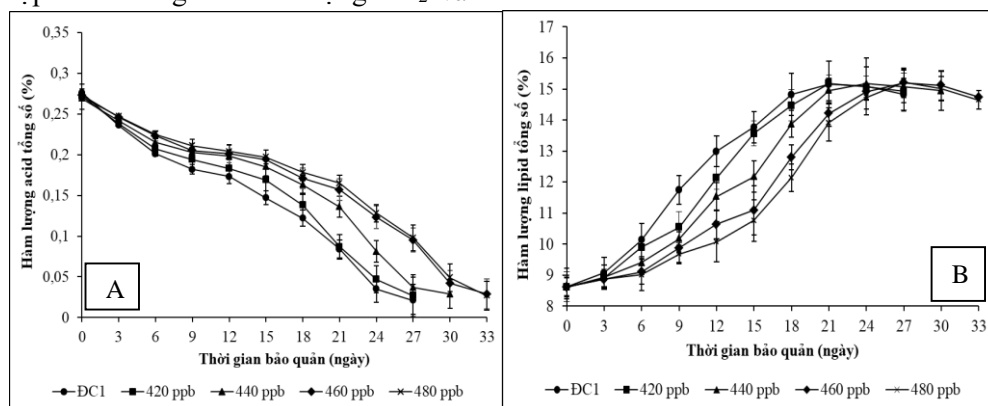 Hàm lượng acid tổng số (%)
0,35
0,3
0,25
0,2
0,15
0,1
0,05
0
A
0 3 6 9 12 15 18 21 24 27 30 33
Thời gian bảo quản (ngày)
ĐC1 420 ppb 440 ppb 460 ppb 480 ppb
Hàm lượng lipid tổng số (%)
17
16
15
14
13
12
11
10
9
8
B
0 3 6 9 12 15 18 21 24 27 30 33
Thời gian bảo quản (ngày)
ĐC1 420 ppb 440 ppb 460 ppb 480 ppb